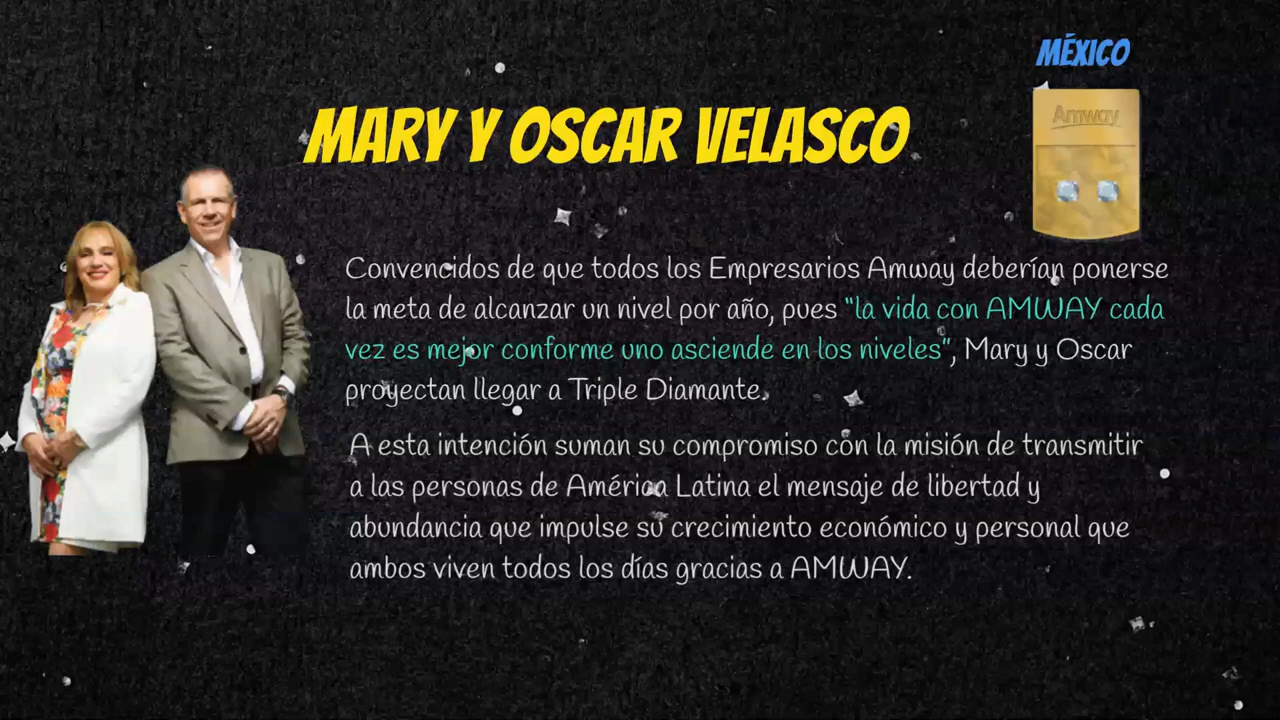 MÉXICO
Amway
MARY Y OSCAR VELASCO
Convencidos de que todos los Empresarios Amway deberían ponerse
la meta de alcanzar un nivel por año, pues “la vida con AMWAY cada
vez es mejor conforme uno asciende en los niveles”, Mary y Oscar
proyectan llegar a Triple Diamante.
A esta intención suman su compromiso con la misión de transmitir
a las personas de América Latina el mensaje de libertad y
abundancia que impulse su crecimiento económico y personal que
ambos viven todos los días gracias a AMWAY.